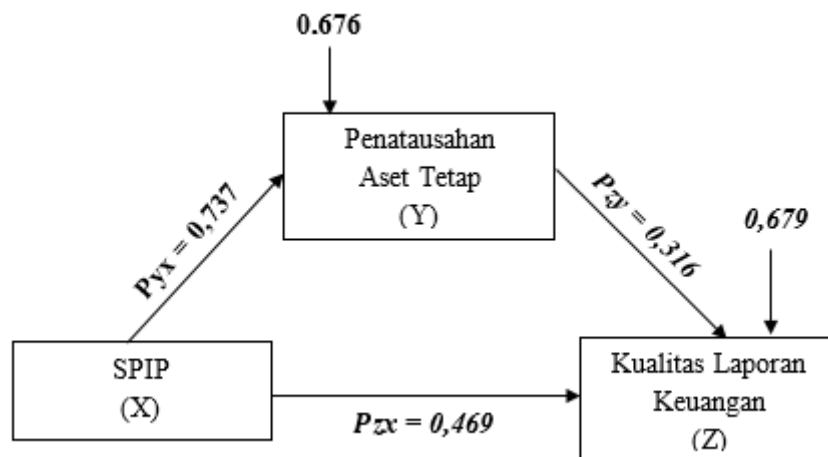 0.676
Penatausahan
Aset Tetap
(Y)
Pyx = 0,737
Pzy = 0,316
0,679
SPIP
(X)
Pzx = 0,469
Kualitas Laporan
Keuangan
(Z)